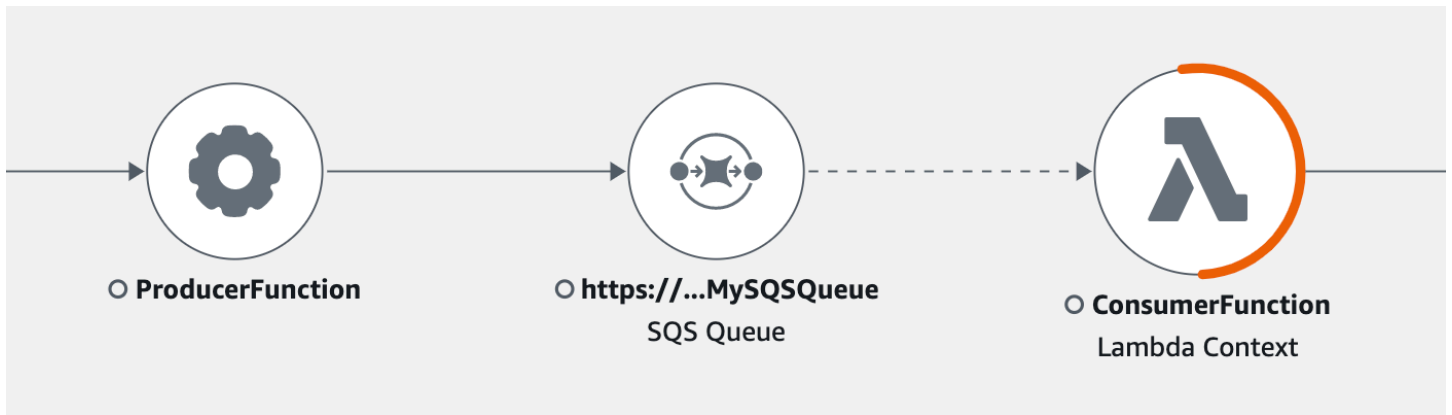 ProducerFunction
https://...MySQSQueue
SQS Queue
ConsumerFunction
Lambda Context